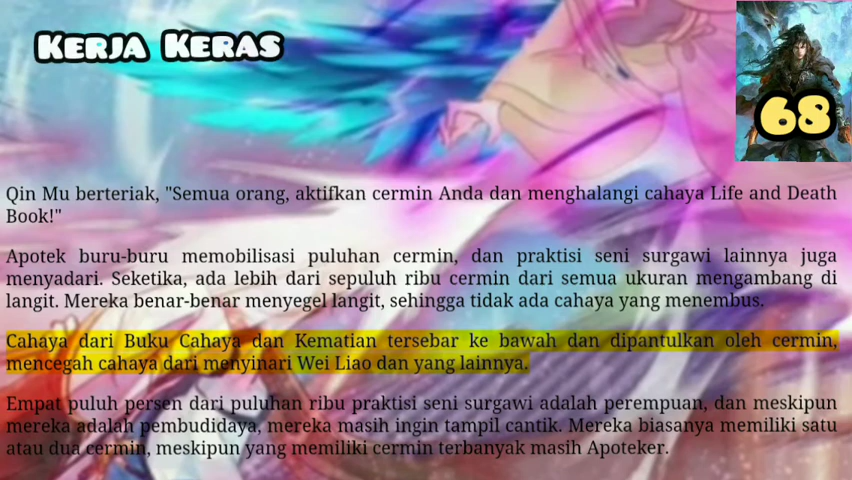 Kerja Keras
68
Qin Mu berteriak, "Semua orang, aktifkan cermin Anda dan menghalangi cahaya Life and Death
Book!"
Apotek buru-buru memobilisasi puluhan cermin, dan praktisi seni surgawi lainnya juga
menyadari. Seketika, ada lebih dari sepuluh ribu cermin dari semua ukuran mengambang di
langit. Mereka benar-benar menyegel langit, sehingga tidak ada cahaya yang menembus.
Cahaya dari Buku Cahaya dan Kematian tersebar ke bawah dan dipantulkan oleh cermin,
mencegah cahaya dari menyinari Wei Liao dan yang lainnya.
Empat puluh persen dari puluhan ribu praktisi seni surgawi adalah perempuan, dan meskipun
mereka adalah pembudidaya, mereka masih ingin tampil cantik. Mereka biasanya memiliki satu
atau dua cermin, meskipun yang memiliki cermin terbanyak masih Apoteker.